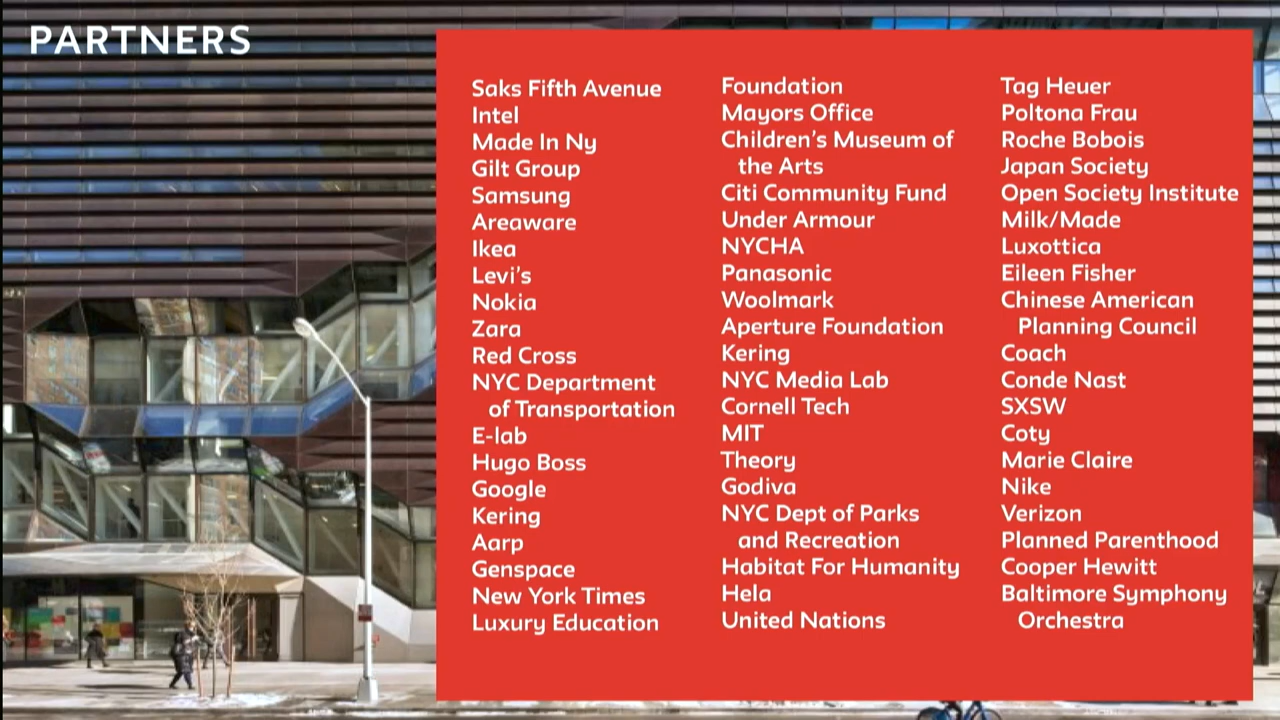 PARTNERS
Saks Fifth Avenue
Intel
Made In Ny
Gilt Group
Samsung
Areaware
Ikea
Levi's
Nokia
Zara
Red Cross
NYC Department
of Transportation
E-lab
Hugo Boss
Google
Kering
Aarp
Genspace
New York Times
Luxury Education
Foundation
Mayors Office
Children's Museum of
the Arts
Citi Community Fund
Under Armour
NYCHA
Panasonic
Woolmark
Aperture Foundation
Kering
NYC Media Lab
Cornell Tech
MIT
Theory
Godiva
NYC Dept of Parks
and Recreation
Habitat For Humanity
Hela
United Nations
Tag Heuer
Poltona Frau
Roche Bobois
Japan Society
Open Society Institute
Milk/Made
Luxottica
Eileen Fisher
Chinese American
Planning Council
Coach
Conde Nast
SXSW
Coty
Marie Claire
Nike
Verizon
Planned Parenthood
Cooper Hewitt
Baltimore Symphony
Orchestra